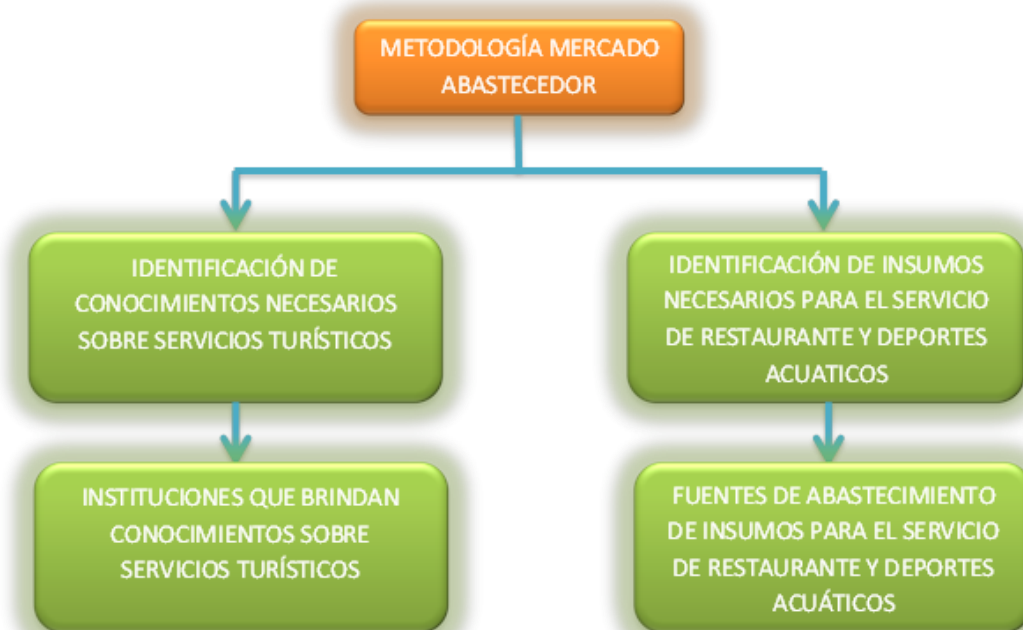 METODOLOGÍA MERCADO
ABASTECEDOR
IDENTIFICACIÓN DE
CONOCIMIENTOS NECESARIOS
SOBRE SERVICIOS TURÍSTICOS
IDENTIFICACIÓN DE INSUMOS
NECESARIOS PARA EL SERVICIO
DE RESTAURANTE Y DEPORTES
ACUATICOS
INSTITUCIONES QUE BRINDAN
CONOCIMIENTOS SOBRE
SERVICIOS TURÍSTICOS
FUENTES DE ABASTECIMIENTO
DE INSUMOS PARA EL SERVICIO
DE RESTAURANTE Y DEPORTES
ACUÁTICOS